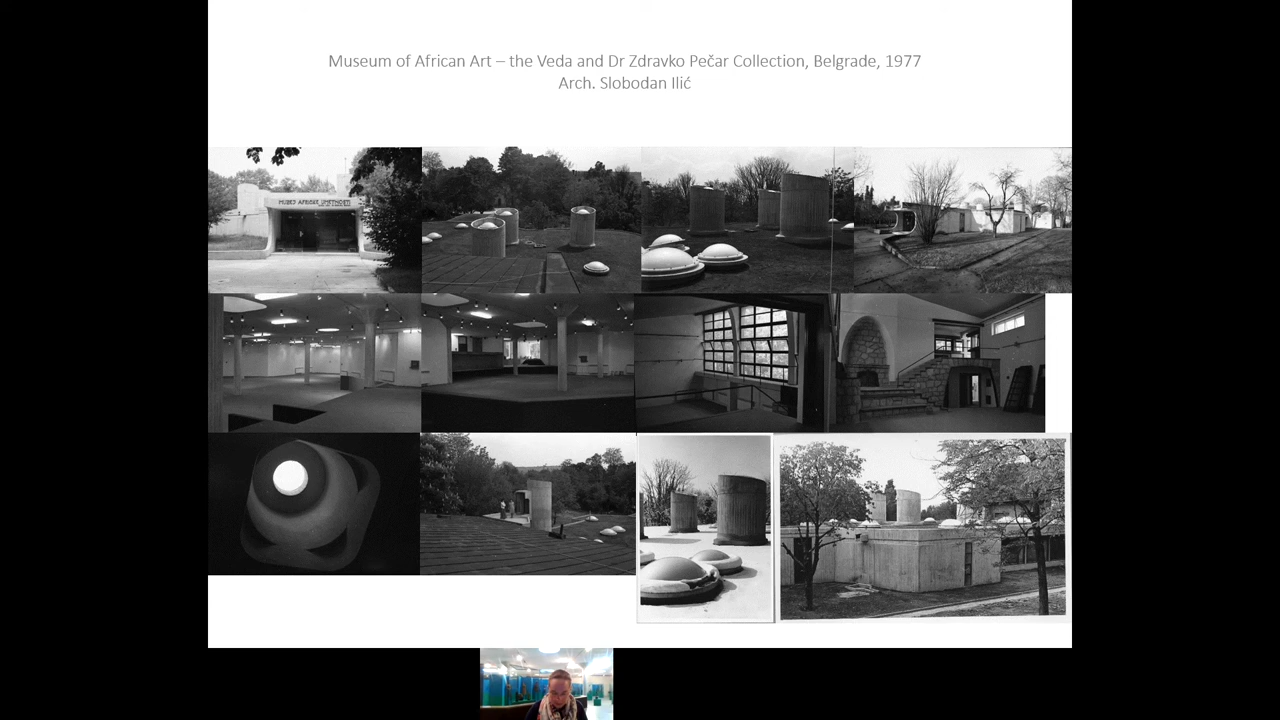 Museum of African Art – the Veda and Dr Zdravko Pečar Collection, Belgrade, 1977
Arch. Slobodan Ilić